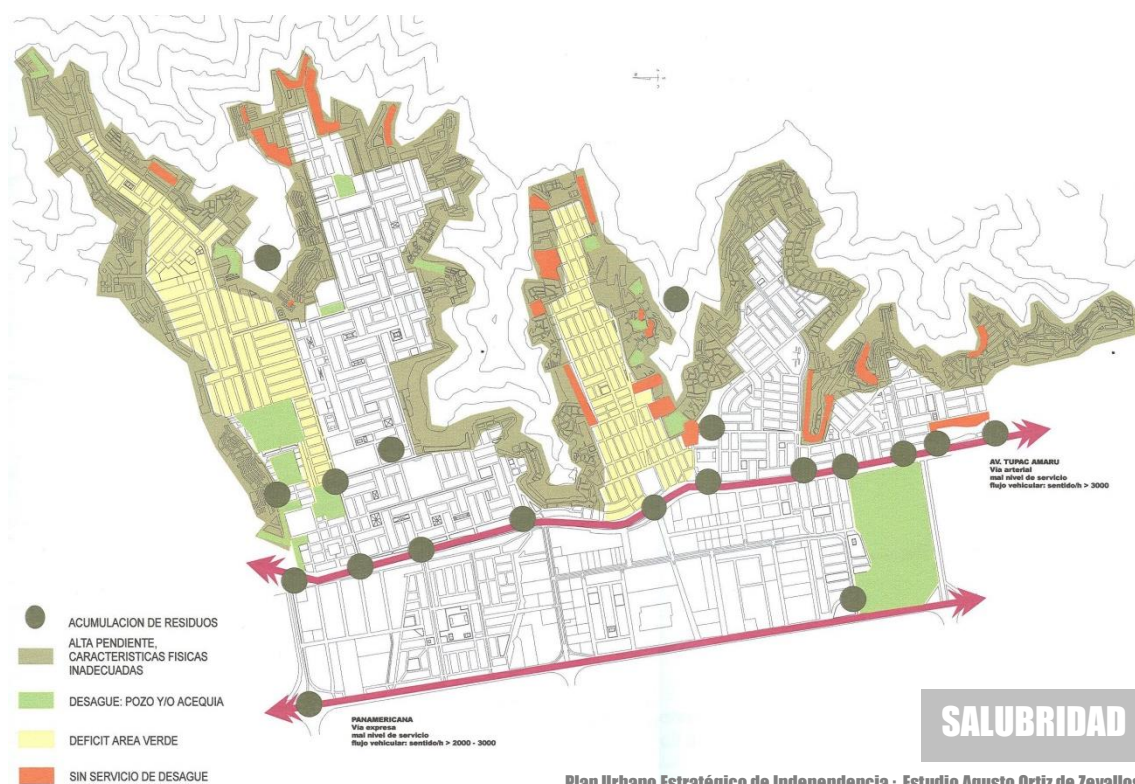 AV. TUPAC AMARU
Via arterial
mal nivel de servicio
flujo vehicular: sentido/h > 3000
ACUMULACION DE RESIDUOS
ALTA PENDIENTE,
CARACTERISTICAS FISICAS
INADECUADAS
DESAGUE: POZO Y/O ACEQUIA
DEFICIT AREA VERDE
SIN SERVICIO DE DESAGUE
PANAMERICANA
Via expresa
mal nivel de servicio
flujo vehicular: sentido/h > 2000 - 3000
SALUBRIDAD
Plan Urbano Estratégico de Independencia : Estudio Agusto Ortiz de Zevallos